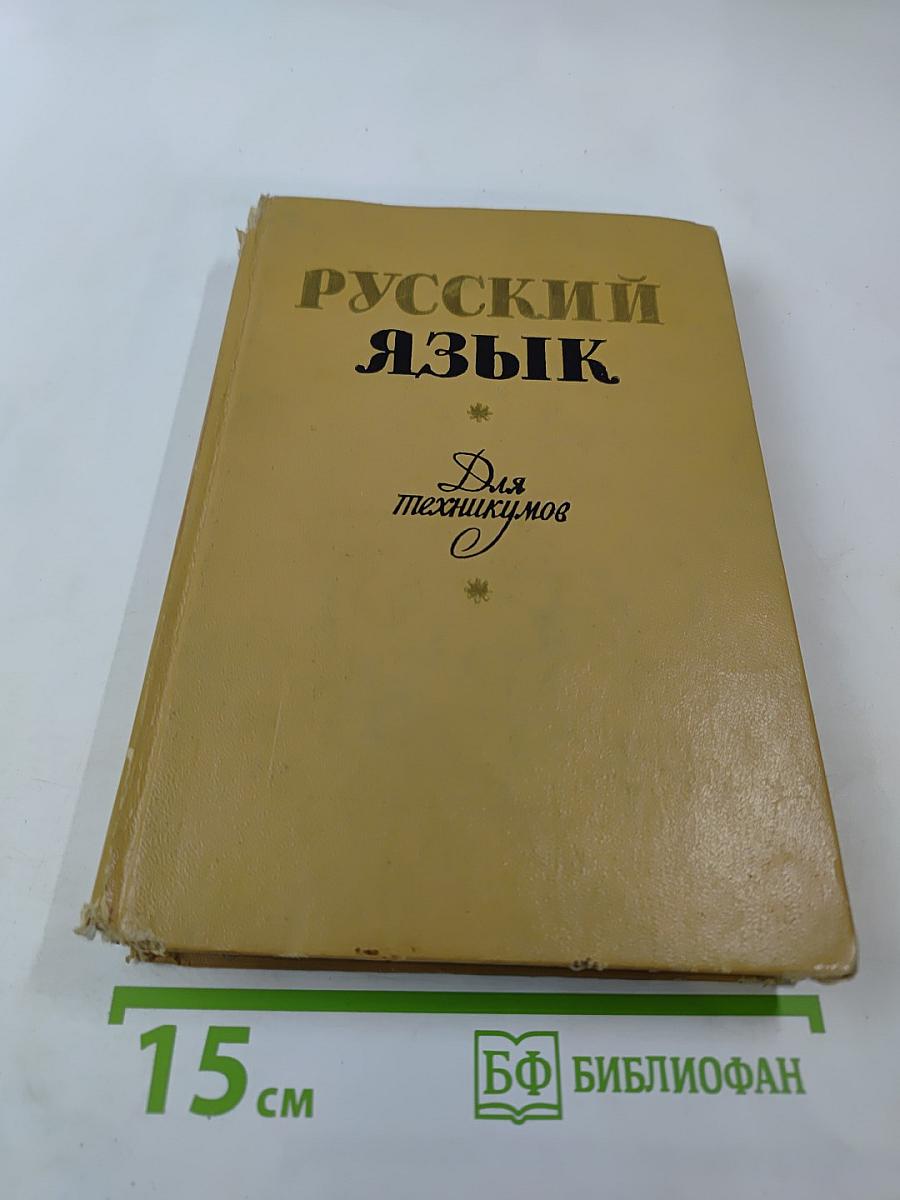 РУССКИЙ
ЯЗЫК
Для
техникумов
15 см
БФ БИБЛИОФАН